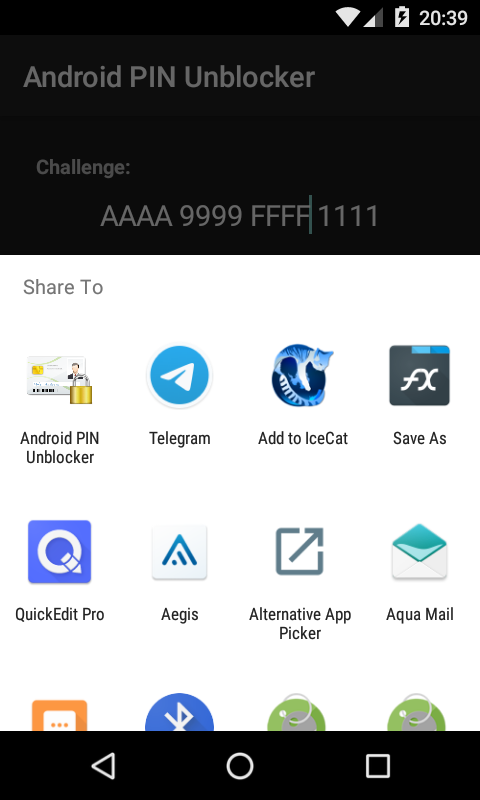 20:39
Android PIN Unblocker
Challenge:
AAAA 9999 FFFF 1111
Share To
Android PIN
Unblocker
Telegram
Add to IceCat
Save As
QuickEdit Pro
Aegis
Alternative App
Picker
Aqua Mail